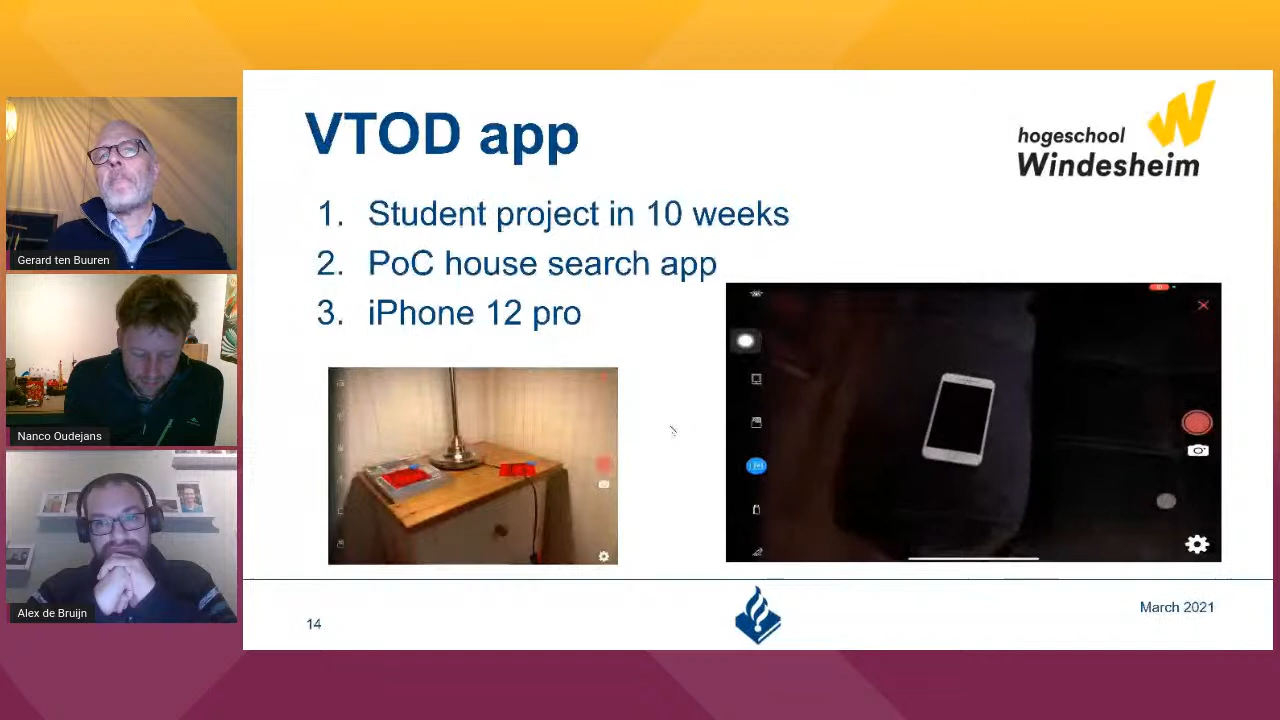 VTOD app
hogeschool
Windesheim
1. Student project in 10 weeks
2. PoC house search app
3. iPhone 12 pro
Gerard ten Buuren
Nanco Oudejans
Alex de Bruijn
14
March 2021